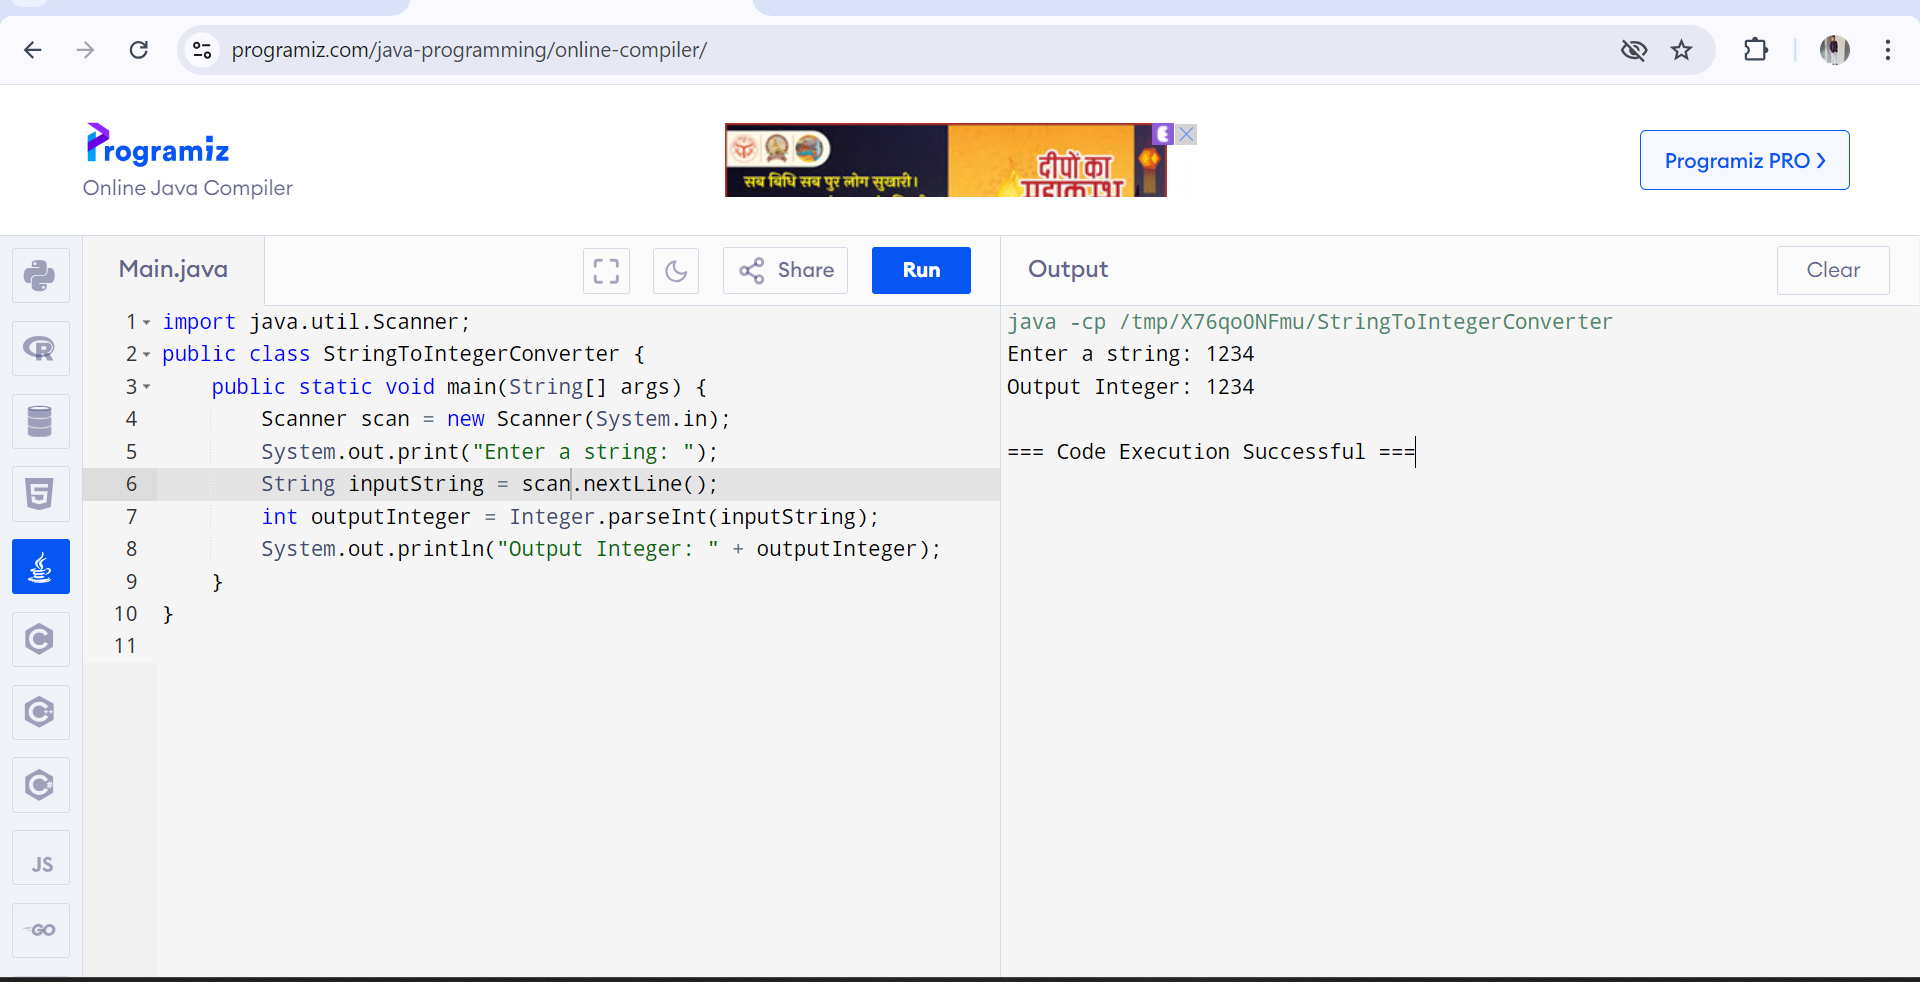 programiz.com/java-programming/online-compiler/
Programiz
Online Java Compiler
सब विधि सब पुर लोग सुखारी।
दीपों का
महाकाश
Programiz PRO ❯
Main.java
Share
Run
Output
Clear
1 import java.util.Scanner;
2 public class StringToIntegerConverter {
3 public static void main(String[] args) {
4 Scanner scan = new Scanner(System.in);
5 System.out.print("Enter a string: ");
6 String inputString = scan.nextLine();
7 int outputInteger = Integer.parseInt(inputString);
8 System.out.println("Output Integer: " + outputInteger);
9 }
10 }
11
java -cp /tmp/X76qoONFmu/StringToIntegerConverter
Enter a string: 1234
Output Integer: 1234
=== Code Execution Successful ===
R
5
C
C
C#
JS
GO